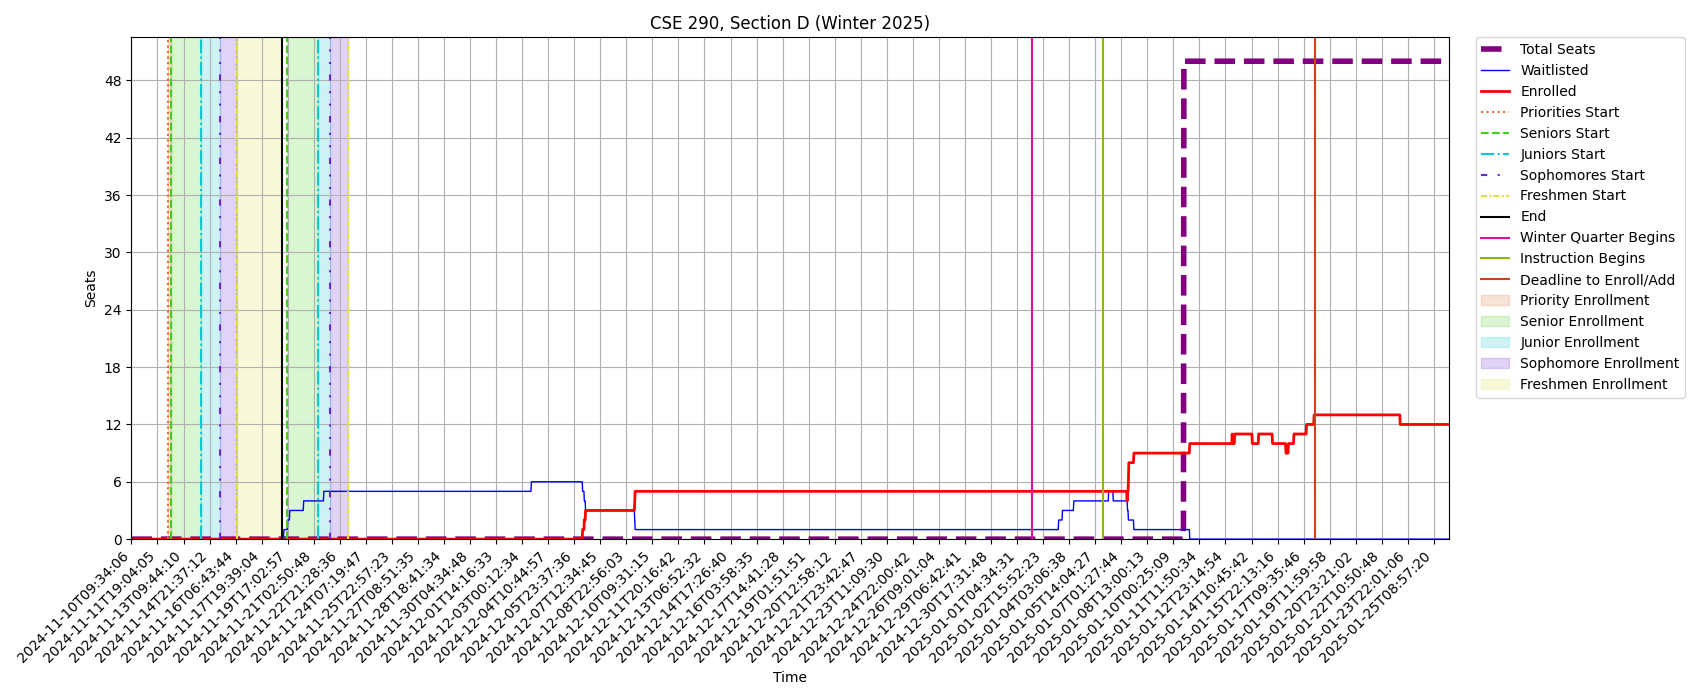 CSE 290, Section D (Winter 2025)
Seats
48
42
36
30
24
18
12
6
0
2024-11-10T09:34:06
2024-11-11T19:04:05
2024-11-13T09:44:10
2024-11-14T21:37:12
2024-11-16T06:43:44
2024-11-17T19:39:04
2024-11-19T17:02:57
2024-11-21T02:50:48
2024-11-22T21:28:36
2024-11-24T07:19:47
2024-11-25T22:57:23
2024-11-27T08:51:35
2024-11-28T18:41:34
2024-11-30T04:34:48
2024-12-01T14:16:33
2024-12-03T00:12:34
2024-12-04T10:44:57
2024-12-05T23:37:36
2024-12-07T12:34:45
2024-12-08T22:56:03
2024-12-10T09:31:15
2024-12-11T20:16:42
2024-12-13T06:52:32
2024-12-14T17:26:40
2024-12-16T03:58:35
2024-12-17T14:41:28
2024-12-19T01:51:51
2024-12-20T12:58:12
2024-12-21T23:42:47
2024-12-23T11:09:30
2024-12-24T22:00:42
2024-12-26T09:01:04
2024-12-29T06:42:41
2024-12-30T17:31:48
2025-01-01T04:34:31
2025-01-02T15:52:23
2025-01-04T03:06:38
2025-01-05T14:04:27
2025-01-07T01:27:44
2025-01-08T13:00:13
2025-01-10T00:25:09
2025-01-11T11:50:34
2025-01-12T23:14:54
2025-01-14T10:45:42
2025-01-15T22:13:16
2025-01-17T09:35:46
2025-01-19T11:59:58
2025-01-20T23:21:02
2025-01-22T10:50:48
2025-01-23T22:01:06
2025-01-25T08:57:20
Time
Total Seats
Waitlisted
Enrolled
Priorities Start
Seniors Start
Juniors Start
Sophomores Start
Freshmen Start
End
Winter Quarter Begins
Instruction Begins
Deadline to Enroll/Add
Priority Enrollment
Senior Enrollment
Junior Enrollment
Sophomore Enrollment
Freshmen Enrollment